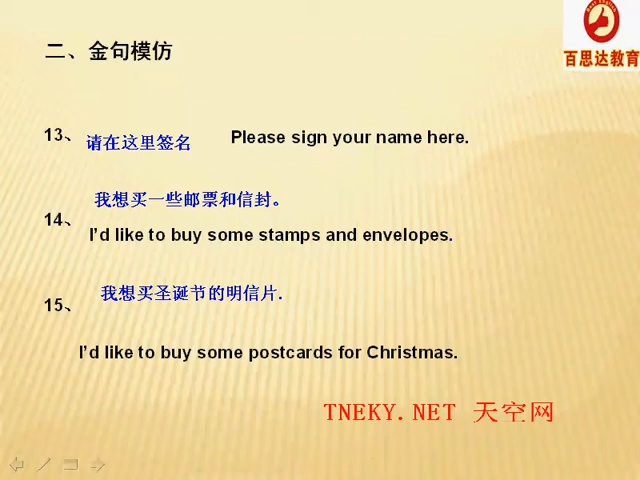 二、金句模仿
百思达教育
13、 请在这里签名 Please sign your name here.
我想买一些邮票和信封。
14、
I’d like to buy some stamps and envelopes.
我想买圣诞节的明信片.
15、
I’d like to buy some postcards for Christmas.
TNEKY.NET 天空网